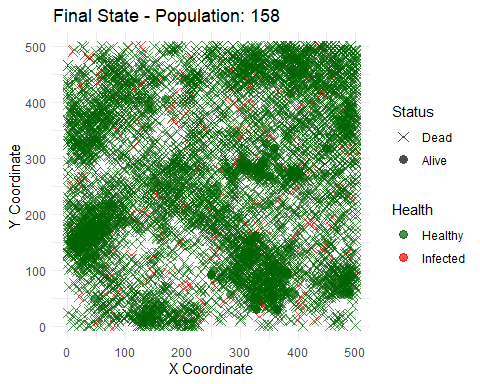 Final State - Population: 158
500
400
300
200
100
0
Y Coordinate
0
100
200
300
400
500
X Coordinate
Status
Dead
Alive
Health
Healthy
Infected